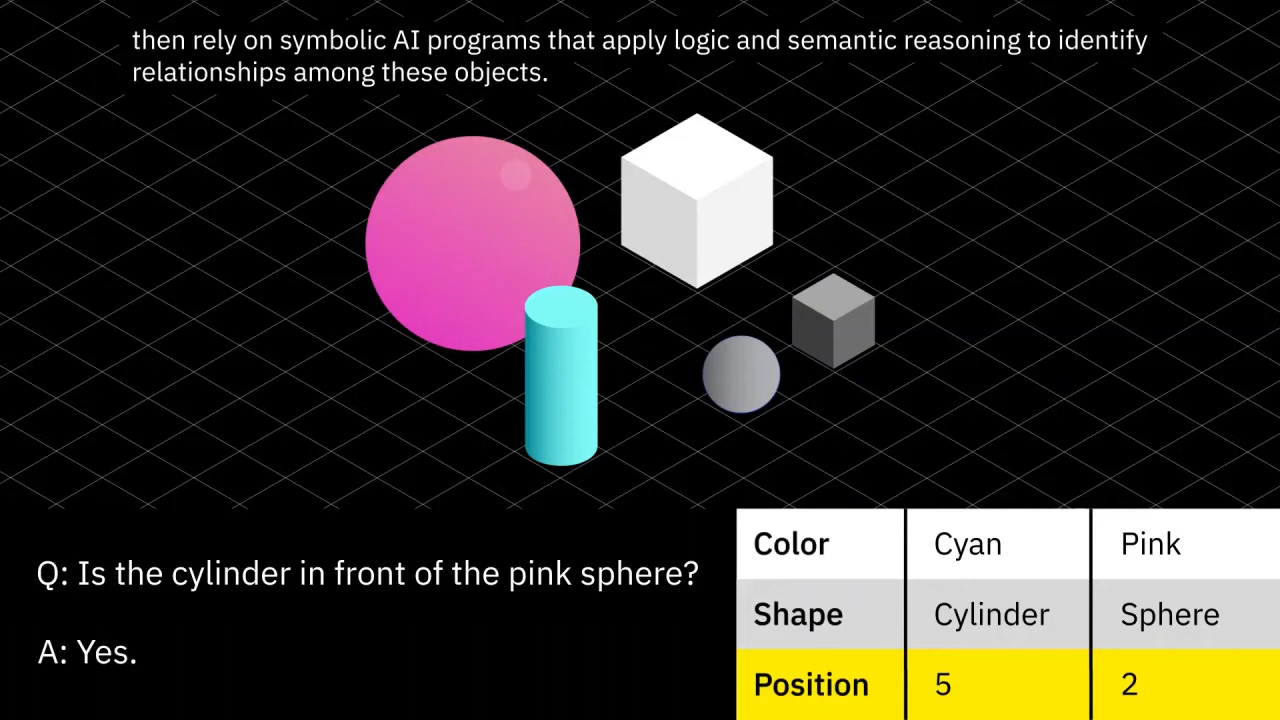 then rely on symbolic AI programs that apply logic and semantic reasoning to identify
relationships among these objects.
Q: Is the cylinder in front of the pink sphere?
A: Yes.
Color Cyan Pink
Shape Cylinder Sphere
Position 5 2